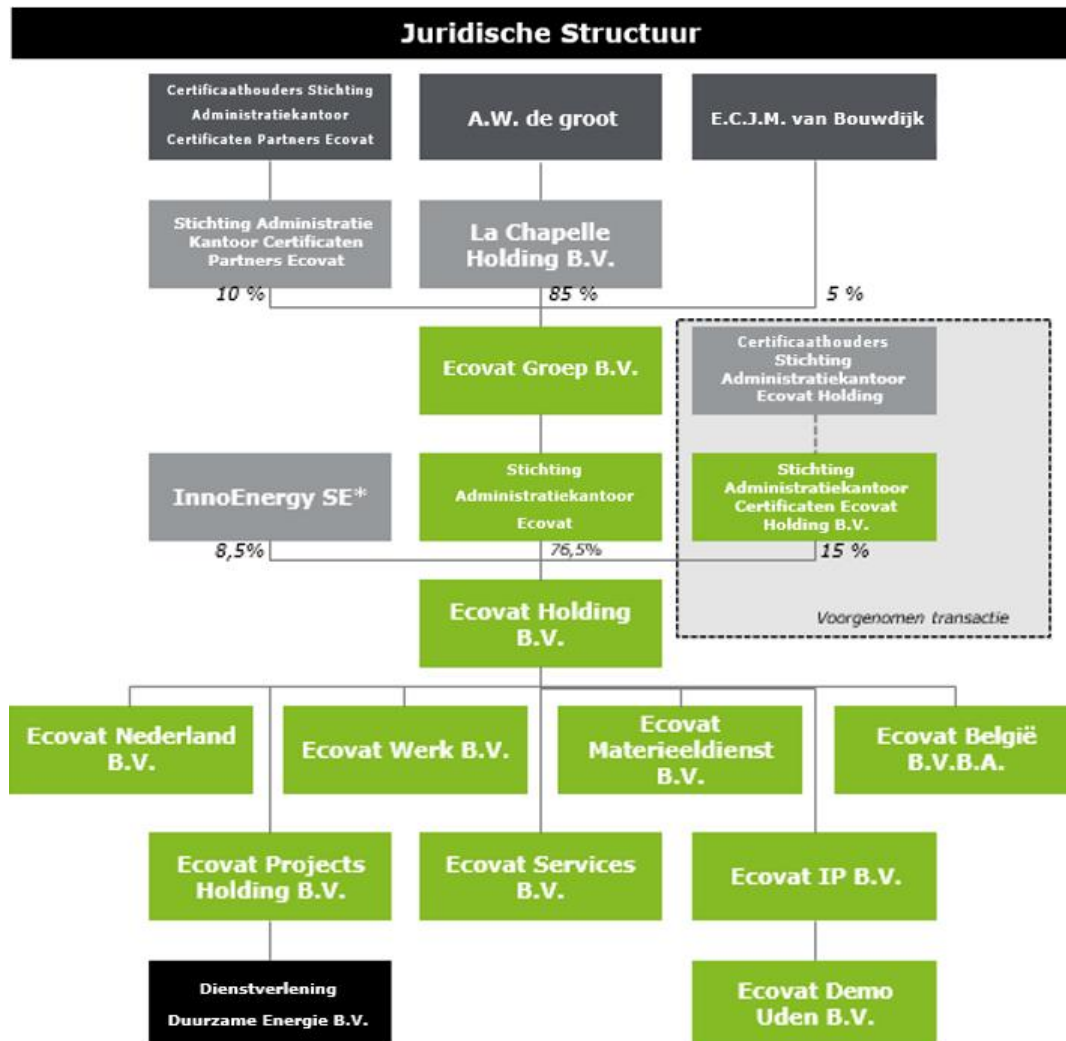 Juridische Structuur
Certificaathouders Stichting
Administratiekantoor
Certificaten Partners Ecovat
A.W. de groot
E.C.J.M. van Bouwdijk
Stichting Administratie
Kantoor Certificaten
Partners Ecovat
La Chapelle
Holding B.V.
10 %
85 %
5 %
Ecovat Groep B.V.
Certificaathouders
Stichting
Administratiekantoor
Ecovat Holding
InnoEnergy SE*
Stichting
Administratiekantoor
Ecovat
Stichting
Administratiekantoor
Certificaten Ecovat
Holding B.V.
8,5%
76,5%
15 %
Ecovat Holding
B.V.
Voorgenomen transactie
Ecovat Nederland
B.V.
Ecovat Werk B.V.
Ecovat
Materieeldienst
B.V.
Ecovat België
B.V.B.A.
Ecovat Projects
Holding B.V.
Ecovat Services
B.V.
Ecovat IP B.V.
Dienstverlening
Duurzame Energie B.V.
Ecovat Demo
Uden B.V.